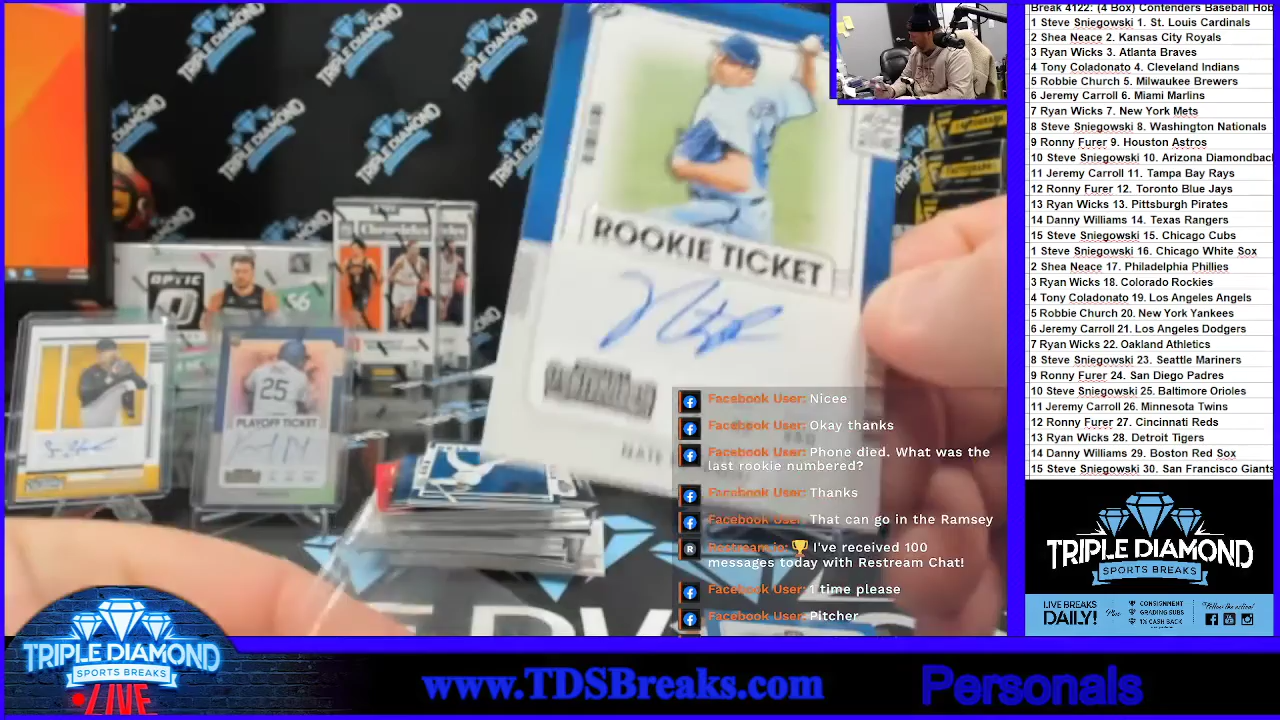 Break 4122. (4 Box) Contenders Baseball Hob
1 Steve Sniegowski 1. St. Louis Cardinals
2 Shea Neace 2. Kansas City Royals
3 Ryan Wicks 3. Atlanta Braves
4 Tony Coladonato 4. Cleveland Indians
5 Robbie Church 5. Milwaukee Brewers
6 Jeremy Carroll 6. Miami Marlins
7 Ryan Wicks 7. New York Mets
8 Steve Sniegowski 8. Washington Nationals
9 Ronny Furer 9. Houston Astros
10 Steve Sniegowski 10. Arizona Diamondback
11 Jeremy Carroll 11. Tampa Bay Rays
12 Ronny Furer 12. Toronto Blue Jays
13 Ryan Wicks 13. Pittsburgh Pirates
14 Danny Williams 14. Texas Rangers
15 Steve Sniegowski 15. Chicago Cubs
1 Steve Sniegowski 16. Chicago White Sox
2 Shea Neace 17. Philadelphia Phillies
3 Ryan Wicks 18. Colorado Rockies
4 Tony Coladonato 19. Los Angeles Angels
5 Robbie Church 20. New York Yankees
6 Jeremy Carroll 21. Los Angeles Dodgers
7 Ryan Wicks 22. Oakland Athletics
8 Steve Sniegowski 23. Seattle Mariners
9 Ronny Furer 24. San Diego Padres
10 Steve Sniegowski 25. Baltimore Orioles
11 Jeremy Carroll 26. Minnesota Twins
12 Ronny Furer 27. Cincinnati Reds
13 Ryan Wicks 28. Detroit Tigers
14 Danny Williams 29. Boston Red Sox
15 Steve Sniegowski 30. San Francisco Giants
TRIPLE DIAMOND
SPORTS BREAKS
ROOKIE TICKET
OPTIC
Chronicles
25
PLAYOFF TICKET
Facebook User: Nicee
Facebook User: Okay thanks
Facebook User: Phone died. What was the
last rookie numbered?
Facebook User: Thanks
Facebook User: That can go in the Ramsey
Restream.io: 🏆 I've received 100
messages today with Restream Chat!
Facebook User: 1 time please
Facebook User: Pitcher
TRIPLE DIAMOND
SPORTS BREAKS
LIVE BREAKS
DAILY!
Plus
CONSIGNMENT
GRADING SUBS
1% CASH BACK
Follow the action!
TRIPLE DIAMOND
SPORTS BREAKS
LIVE
www.TDSBreaks.com
Personals